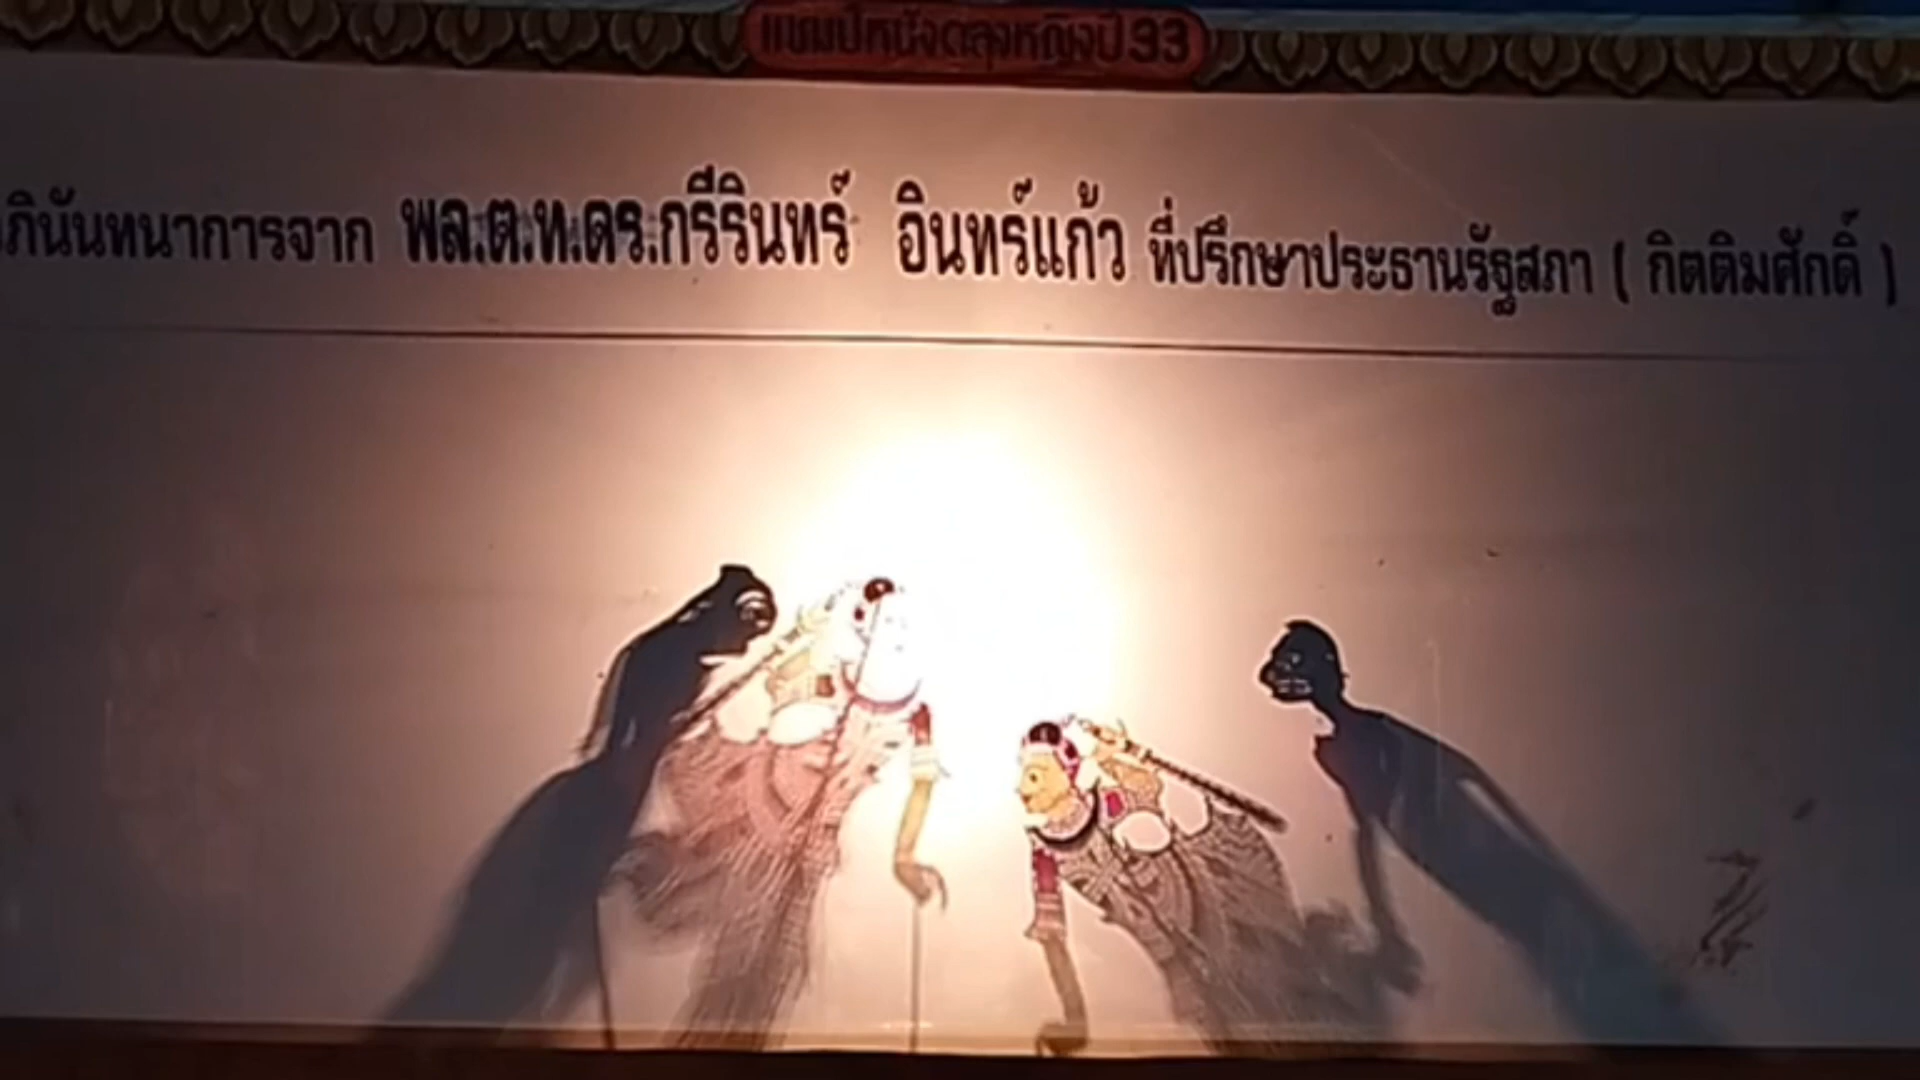 แชมป์หนังตะลุงหญิงปี33
ภินันทนาการจาก พล.ต.ท.ดร.กรีรินทร์ อินทร์แก้ว ที่ปรึกษาประธานรัฐสภา ( กิตติมศักดิ์ )